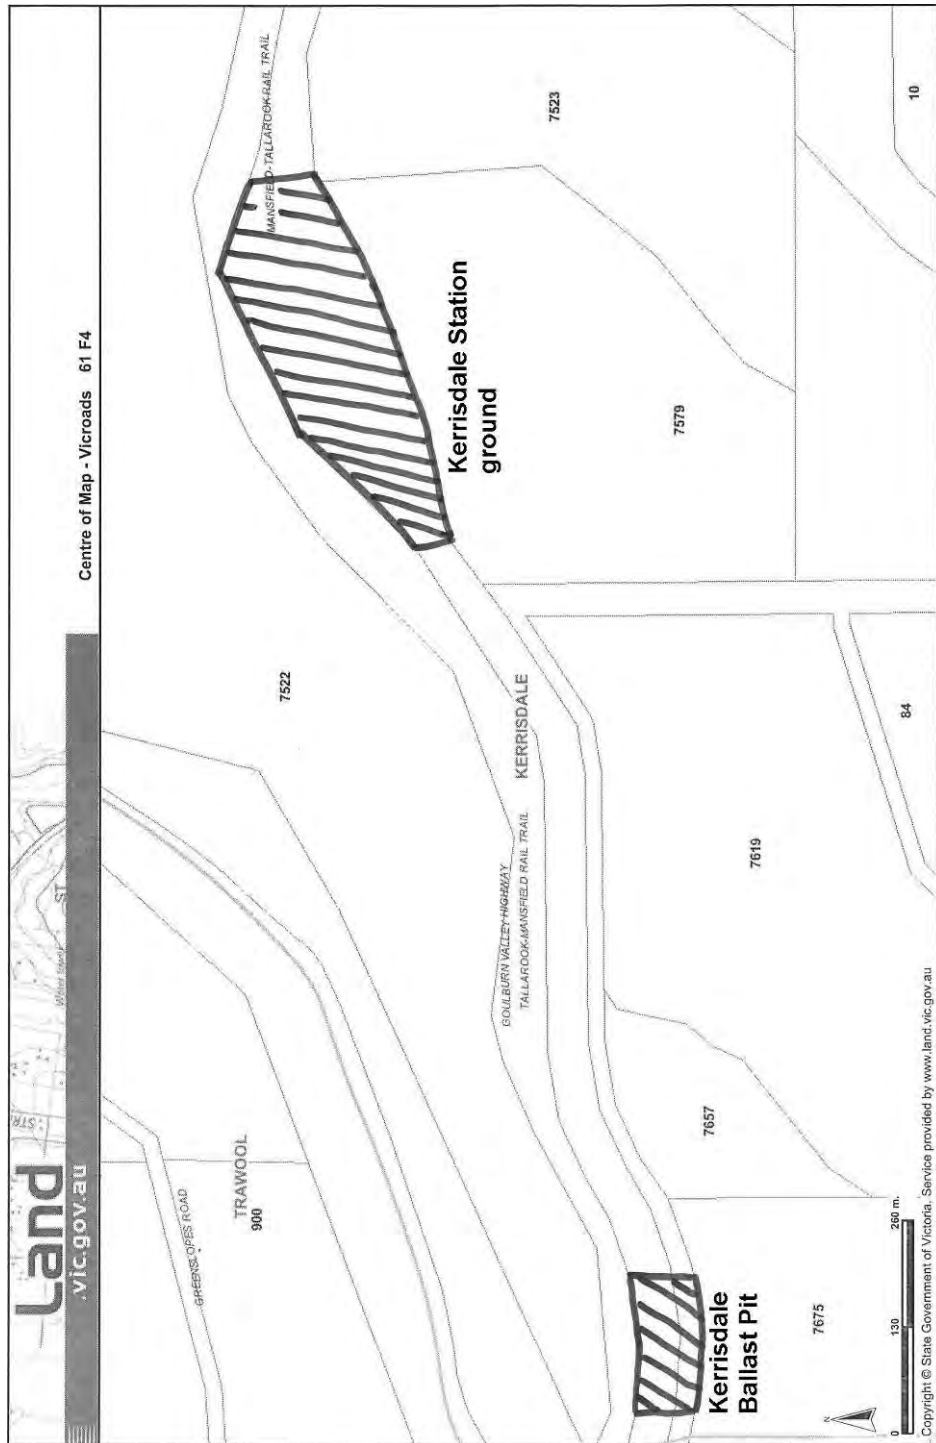 Land
.vic.gov.au
STRE
ST
Centre of Map - Vicroads 61 F4
GREENSLOPES ROAD
TRAWOOL
900
7522
MANSFIELD-TALLAROOK-RAIL TRAIL
7523
10
Kerrisdale Station
ground
7579
KERRISDALE
GOULBURN VALLEY HIGHWAY
TALLAROOK-MANSFIELD RAIL TRAIL
84
7619
7657
Kerrisdale
Ballast Pit
7675
N
0 130 260 m.
Copyright © State Government of Victoria. Service provided by www.land.vic.gov.au